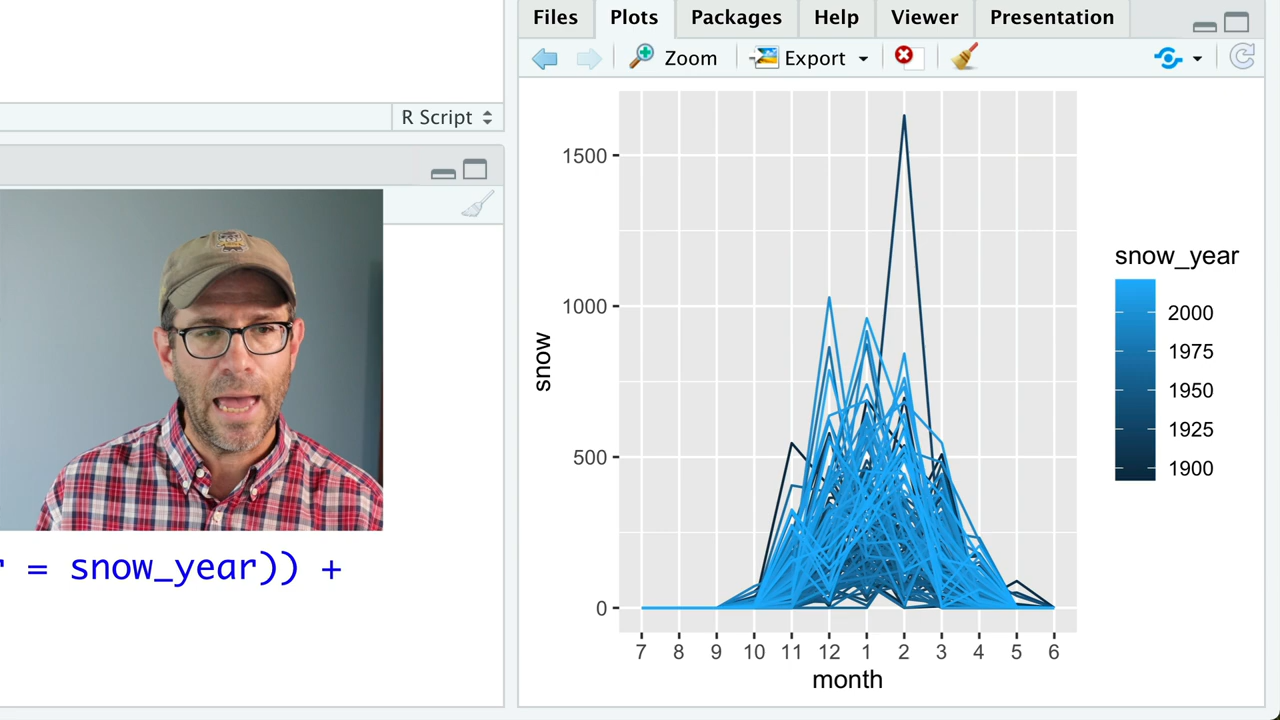 Files Plots Packages Help Viewer Presentation
Zoom Export
R Script
1500
1000
500
0
snow
7 8 9 10 11 12 1 2 3 4 5 6
month
snow_year
2000
1975
1950
1925
1900
= snow_year)) +